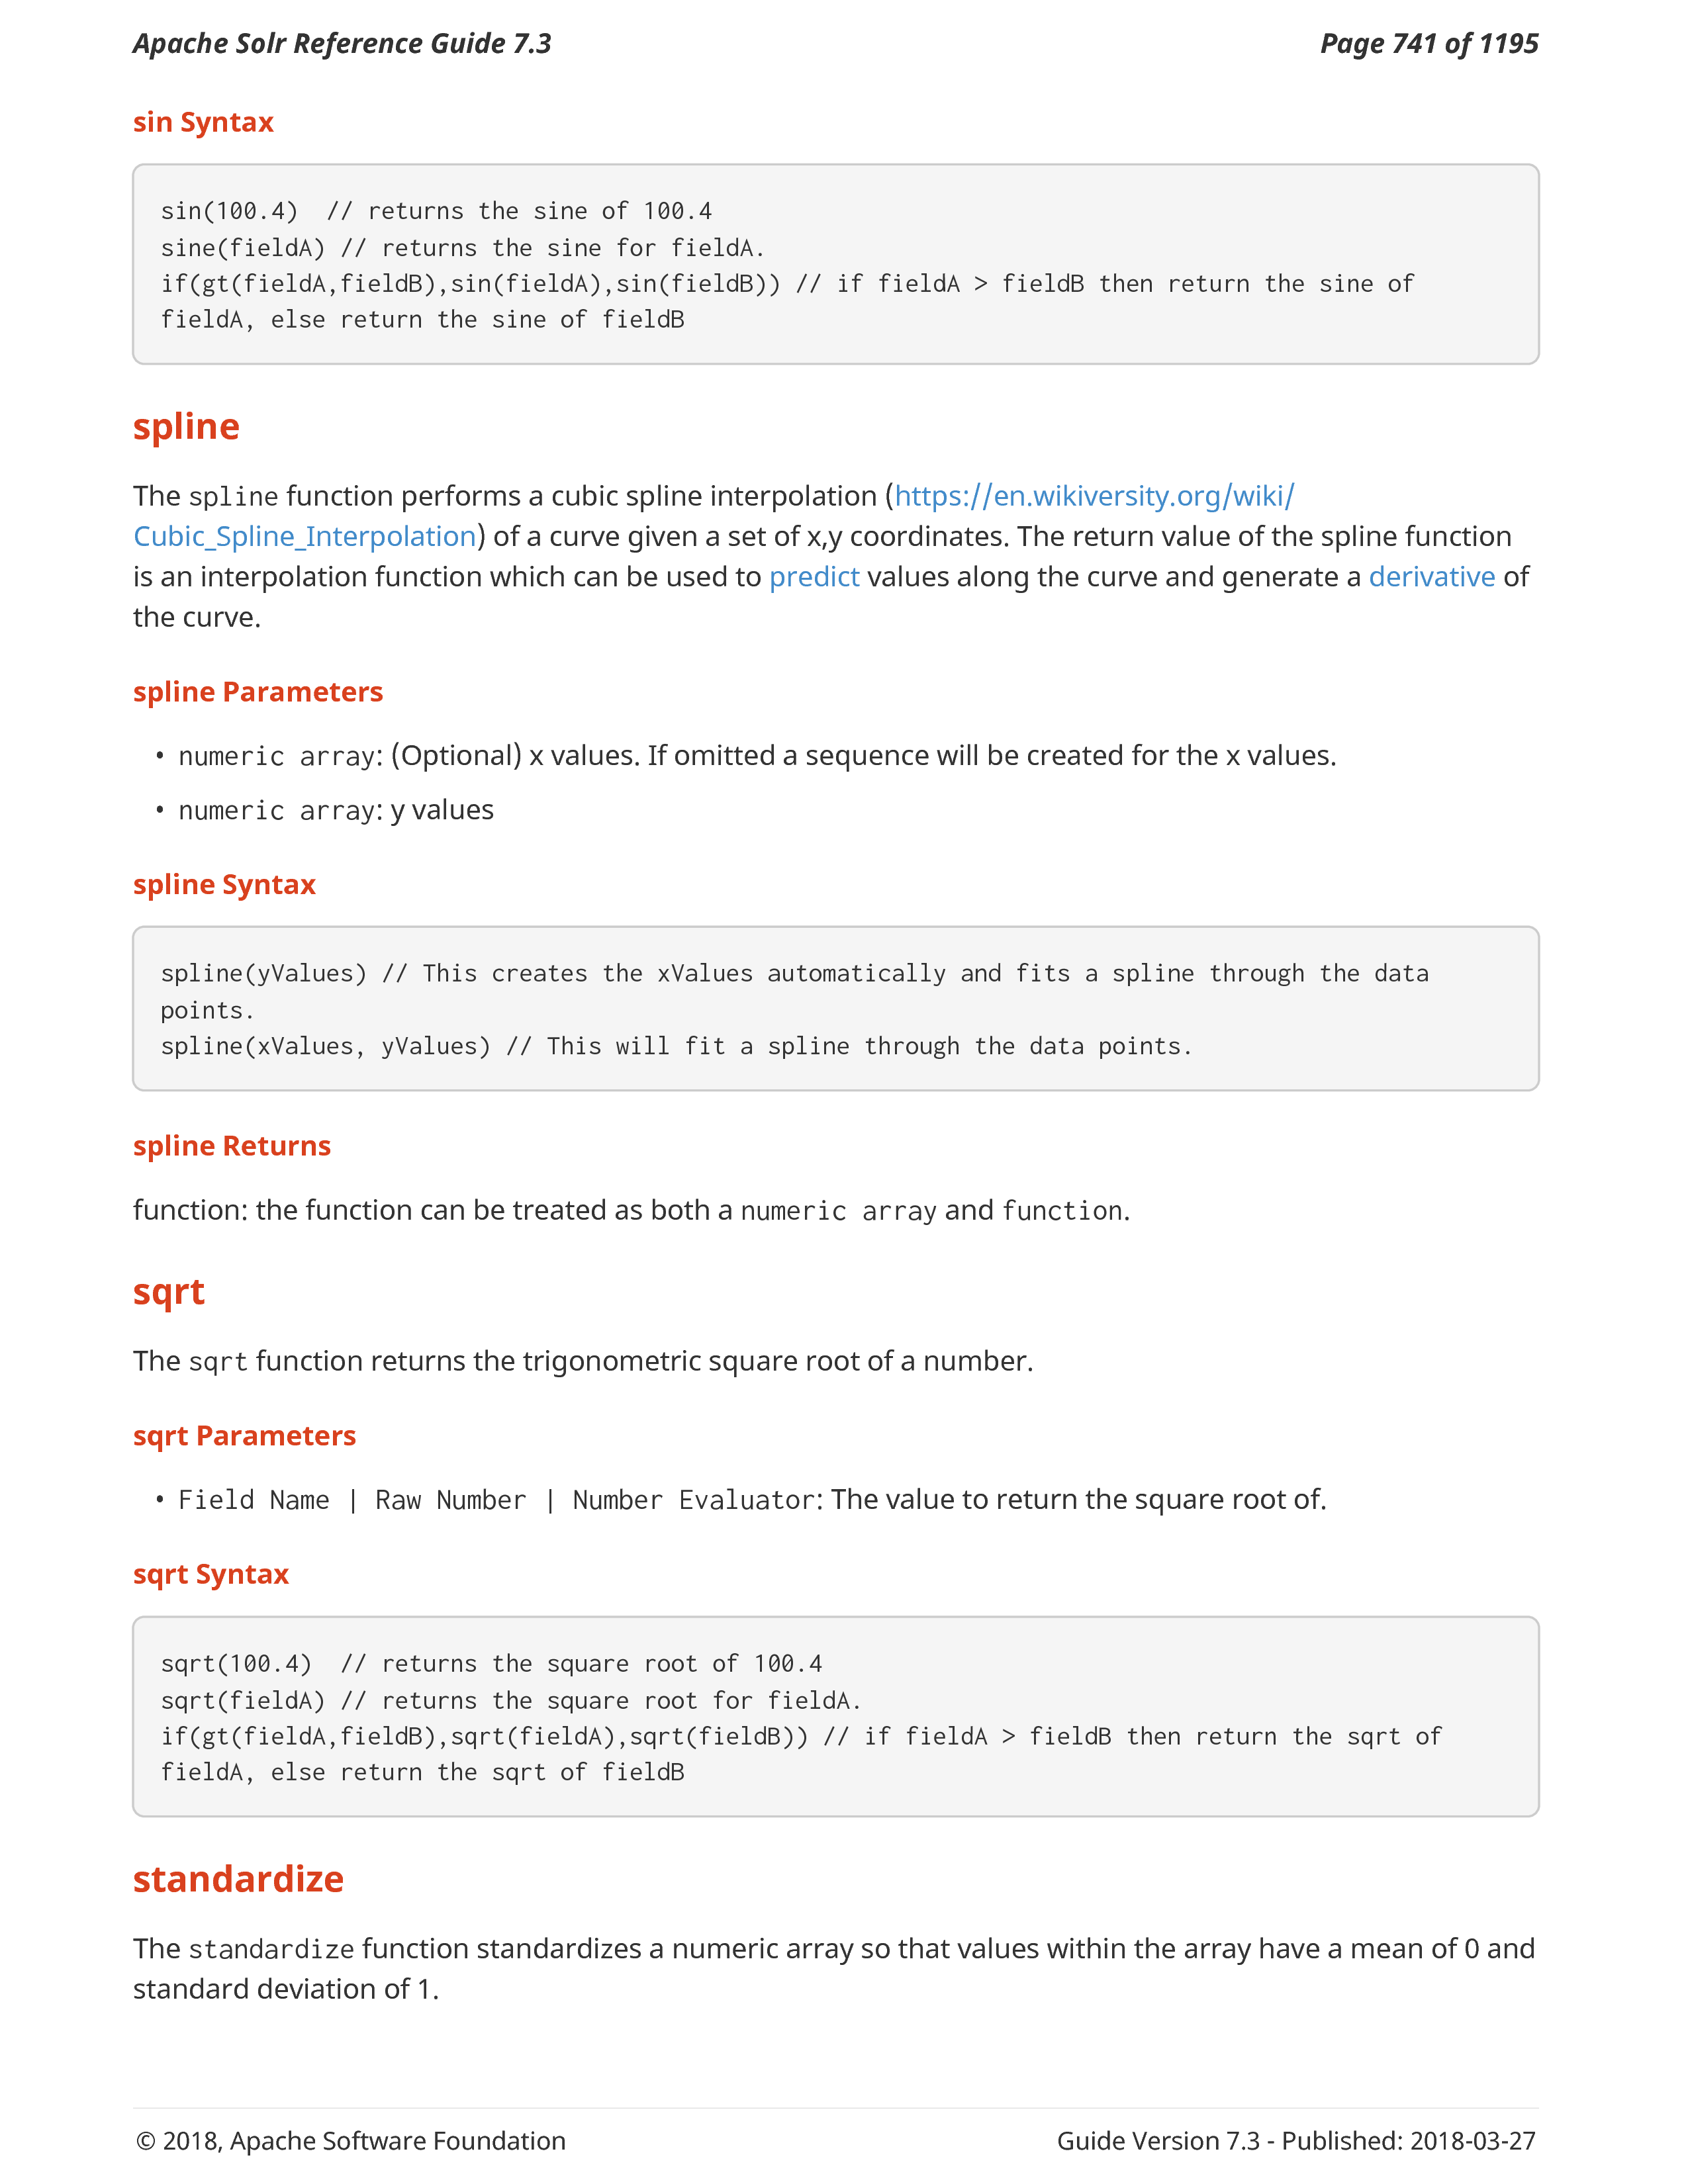 Apache Solr Reference Guide 7.3 Page 741 of 1195
sin Syntax
sin(100.4)  // returns the sine of 100.4
sine(fieldA) // returns the sine for fieldA.
if(gt(fieldA,fieldB),sin(fieldA),sin(fieldB)) // if fieldA > fieldB then return the sine of
fieldA, else return the sine of fieldB
spline
The spline function performs a cubic spline interpolation (https://en.wikiversity.org/wiki/
Cubic_Spline_Interpolation) of a curve given a set of x,y coordinates. The return value of the spline function
is an interpolation function which can be used to predict values along the curve and generate a derivative of
the curve.
spline Parameters
• numeric array: (Optional) x values. If omitted a sequence will be created for the x values.
• numeric array: y values
spline Syntax
spline(yValues) // This creates the xValues automatically and fits a spline through the data
points.
spline(xValues, yValues) // This will fit a spline through the data points.
spline Returns
function: the function can be treated as both a numeric array and function.
sqrt
The sqrt function returns the trigonometric square root of a number.
sqrt Parameters
• Field Name | Raw Number | Number Evaluator: The value to return the square root of.
sqrt Syntax
sqrt(100.4)  // returns the square root of 100.4
sqrt(fieldA) // returns the square root for fieldA.
if(gt(fieldA,fieldB),sqrt(fieldA),sqrt(fieldB)) // if fieldA > fieldB then return the sqrt of
fieldA, else return the sqrt of fieldB
standardize
The standardize function standardizes a numeric array so that values within the array have a mean of 0 and
standard deviation of 1.
© 2018, Apache Software Foundation Guide Version 7.3 - Published: 2018-03-27